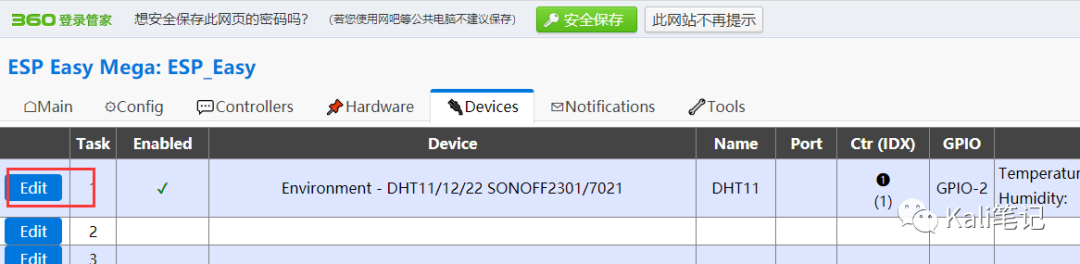 360登录管家 想安全保存此网页的密码吗？ (若您使用网吧等公共电脑不建议保存) 安全保存 此网站不再提示
ESP Easy Mega: ESP_Easy
Main Config Controllers Hardware Devices Notifications Tools
Task Enabled Device Name Port Ctr (IDX) GPIO
Edit 1 ✓ Environment - DHT11/12/22 SONOFF2301/7021 DHT11 ❶ (1) GPIO-2 Temperatur
Humidity:
Kali笔记
Edit 2
Edit 3